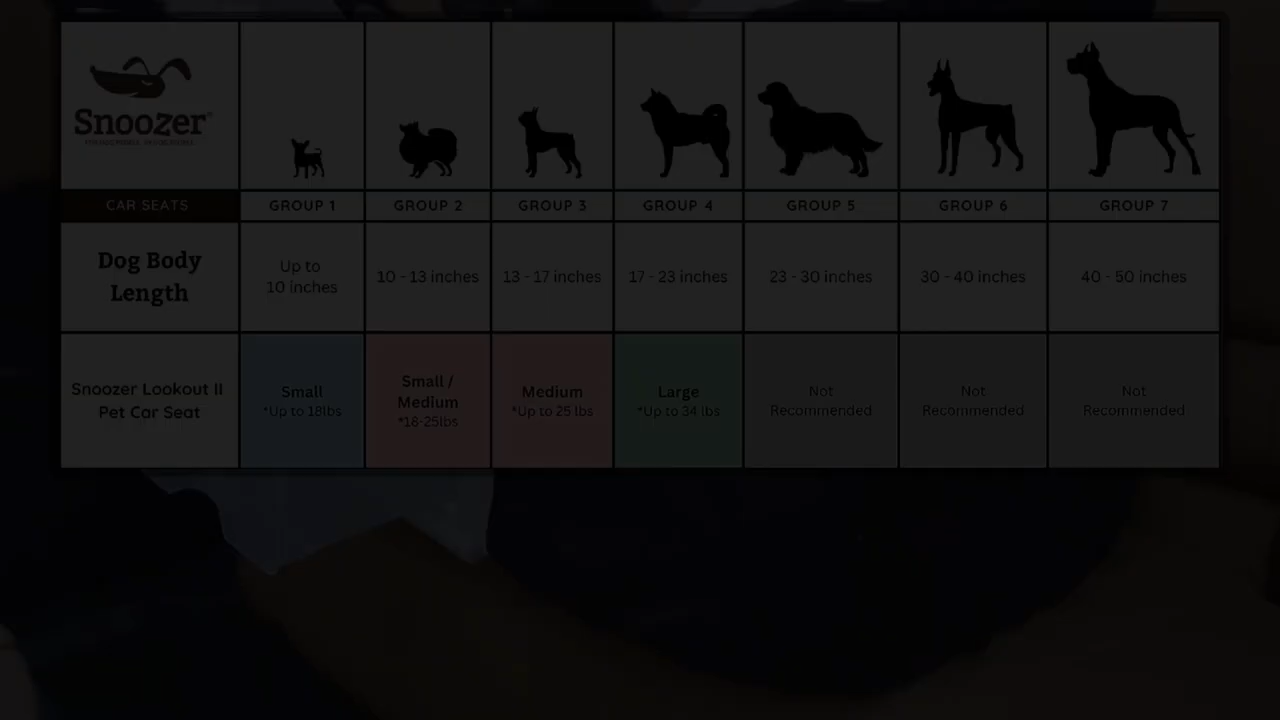 Snoozer
CAR SEATS
GROUP 1
GROUP 2
GROUP 3
GROUP 4
GROUP 5
GROUP 6
GROUP 7
Dog Body
Length
Up to
10 inches
10 - 13 inches
13 - 17 inches
17 - 23 inches
23 - 30 inches
30 - 40 inches
40 - 50 inches
Snoozer Lookout II
Pet Car Seat
Small
*Up to 18lbs
Small /
Medium
*18-25lbs
Medium
*Up to 25 lbs
Large
*Up to 34 lbs
Not
Recommended
Not
Recommended
Not
Recommended